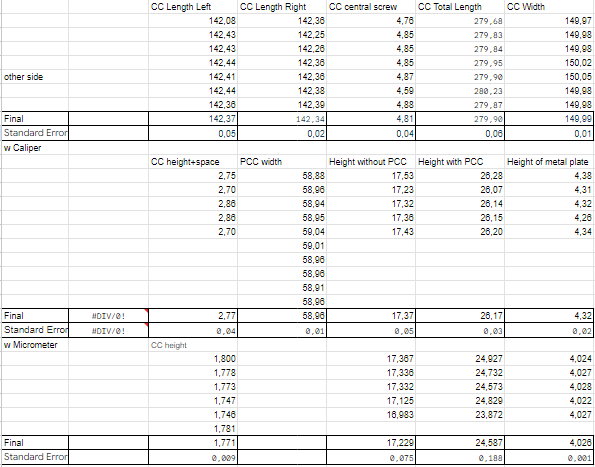 CC Length Left CC Length Right CC central screw CC Total Length CC Width
142,08 142,36 4,76 279,68 149,97
142,43 142,25 4,85 279,83 149,98
142,43 142,26 4,85 279,84 149,98
142,44 142,36 4,85 279,95 150,02
other side 142,41 142,36 4,87 279,90 150,05
142,44 142,38 4,59 280,23 149,98
142,36 142,39 4,88 279,87 149,98
Final 142,37 142,34 4,81 279,90 149,99
Standard Error 0,05 0,02 0,04 0,06 0,01
w Caliper
CC height+space PCC width Height without PCC Height with PCC Height of metal plate
2,75 58,88 17,53 26,28 4,38
2,70 58,96 17,23 26,07 4,31
2,86 58,94 17,32 26,14 4,32
2,86 58,95 17,36 26,15 4,26
2,70 59,04 17,43 26,20 4,34
59,01
58,96
58,96
58,91
58,96
Final #DIV/0! 2,77 58,96 17,37 26,17 4,32
Standard Error #DIV/0! 0,04 0,01 0,05 0,03 0,02
w Micrometer CC height
1,800 17,367 24,927 4,024
1,778 17,336 24,732 4,027
1,773 17,332 24,573 4,028
1,747 17,125 24,829 4,022
1,746 16,983 23,872 4,027
1,781
Final 1,771 17,229 24,587 4,026
Standard Error 0,009 0,075 0,188 0,001